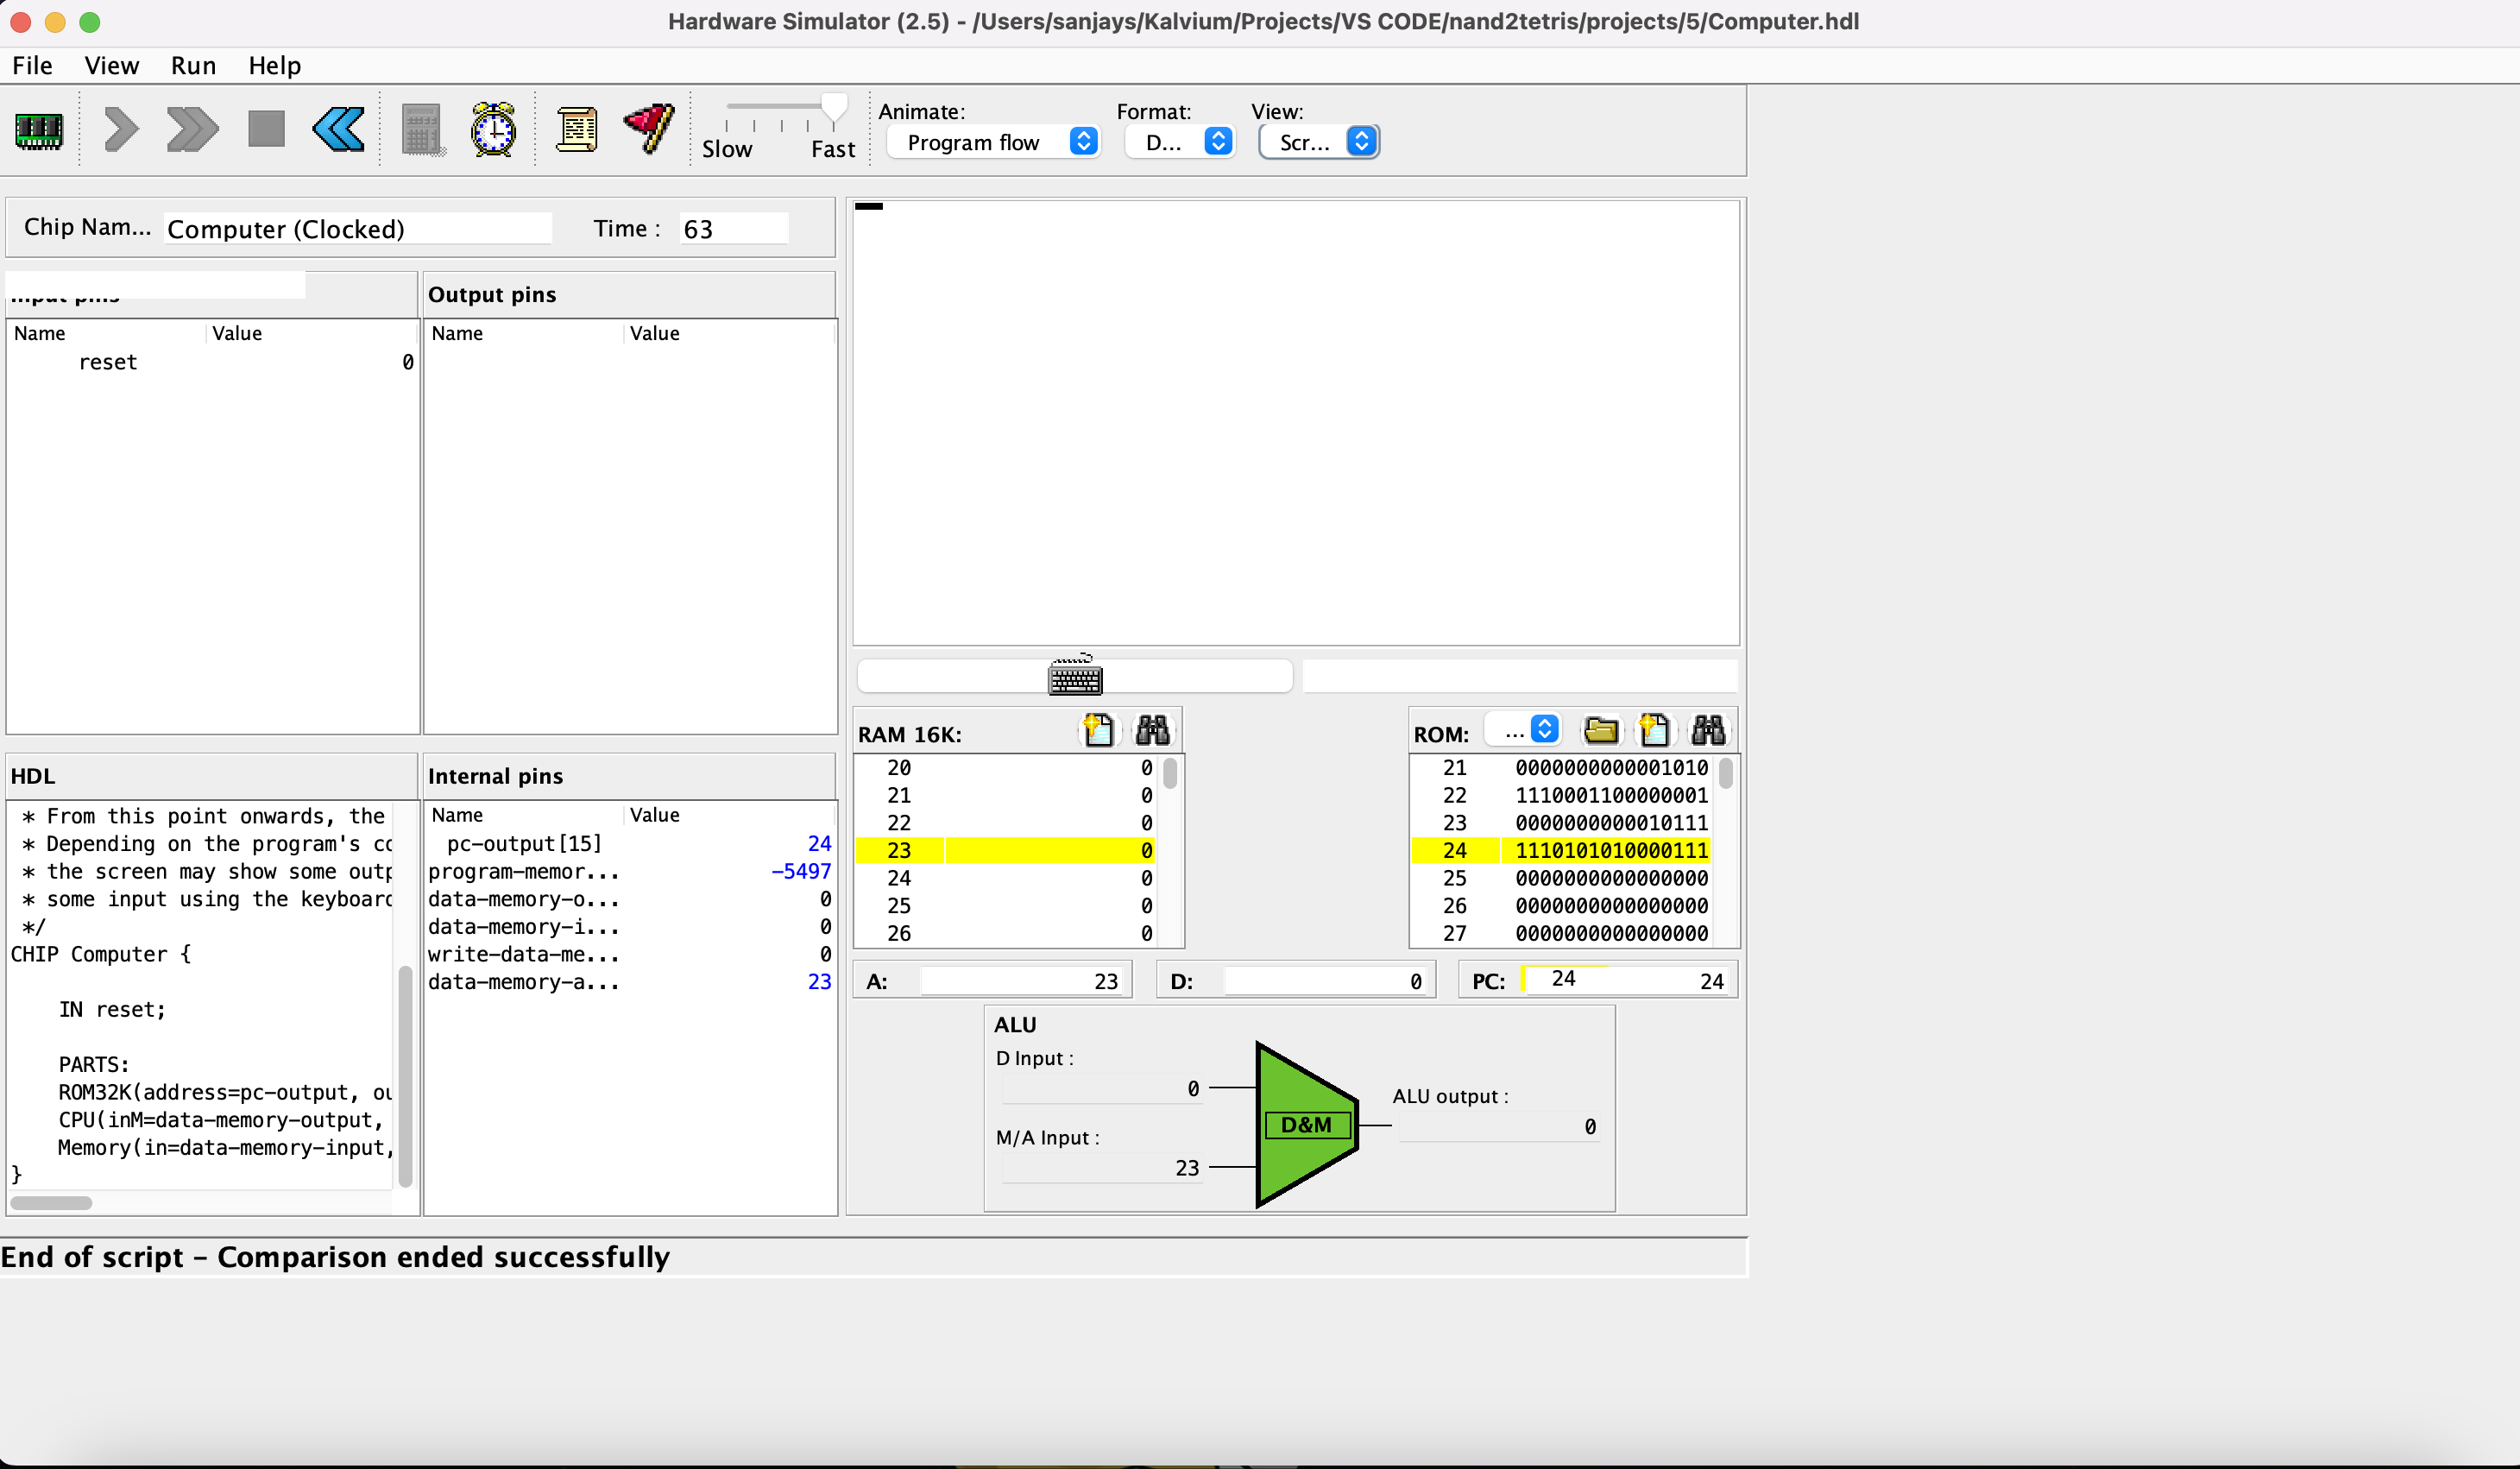 Hardware Simulator (2.5) - /Users/sanjays/Kalvium/Projects/VS CODE/nand2tetris/projects/5/Computer.hdl
File View Run Help
Slow Fast
Animate: Format: View:
Program flow D... Scr...
Chip Nam... Computer (Clocked) Time : 63
Input pins
Name Value
reset 0
Output pins
Name Value
HDL
* From this point onwards, the
* Depending on the program's cc
* the screen may show some outp
* some input using the keyboard
*/
CHIP Computer {
IN reset;
PARTS:
ROM32K(address=pc-output, ou
CPU(inM=data-memory-output,
Memory(in=data-memory-input,
}
Internal pins
Name Value
pc-output[15] 24
program-memor... -5497
data-memory-o... 0
data-memory-i... 0
write-data-me... 0
data-memory-a... 23
RAM 16K:
20 0
21 0
22 0
23 0
24 0
25 0
26 0
ROM: ...
21 0000000000001010
22 1110001100000001
23 0000000000010111
24 1110101010000111
25 0000000000000000
26 0000000000000000
27 0000000000000000
A: 23
D: 0
PC: 24 24
ALU
D Input :
0
M/A Input :
23
D&M
ALU output :
0
End of script - Comparison ended successfully